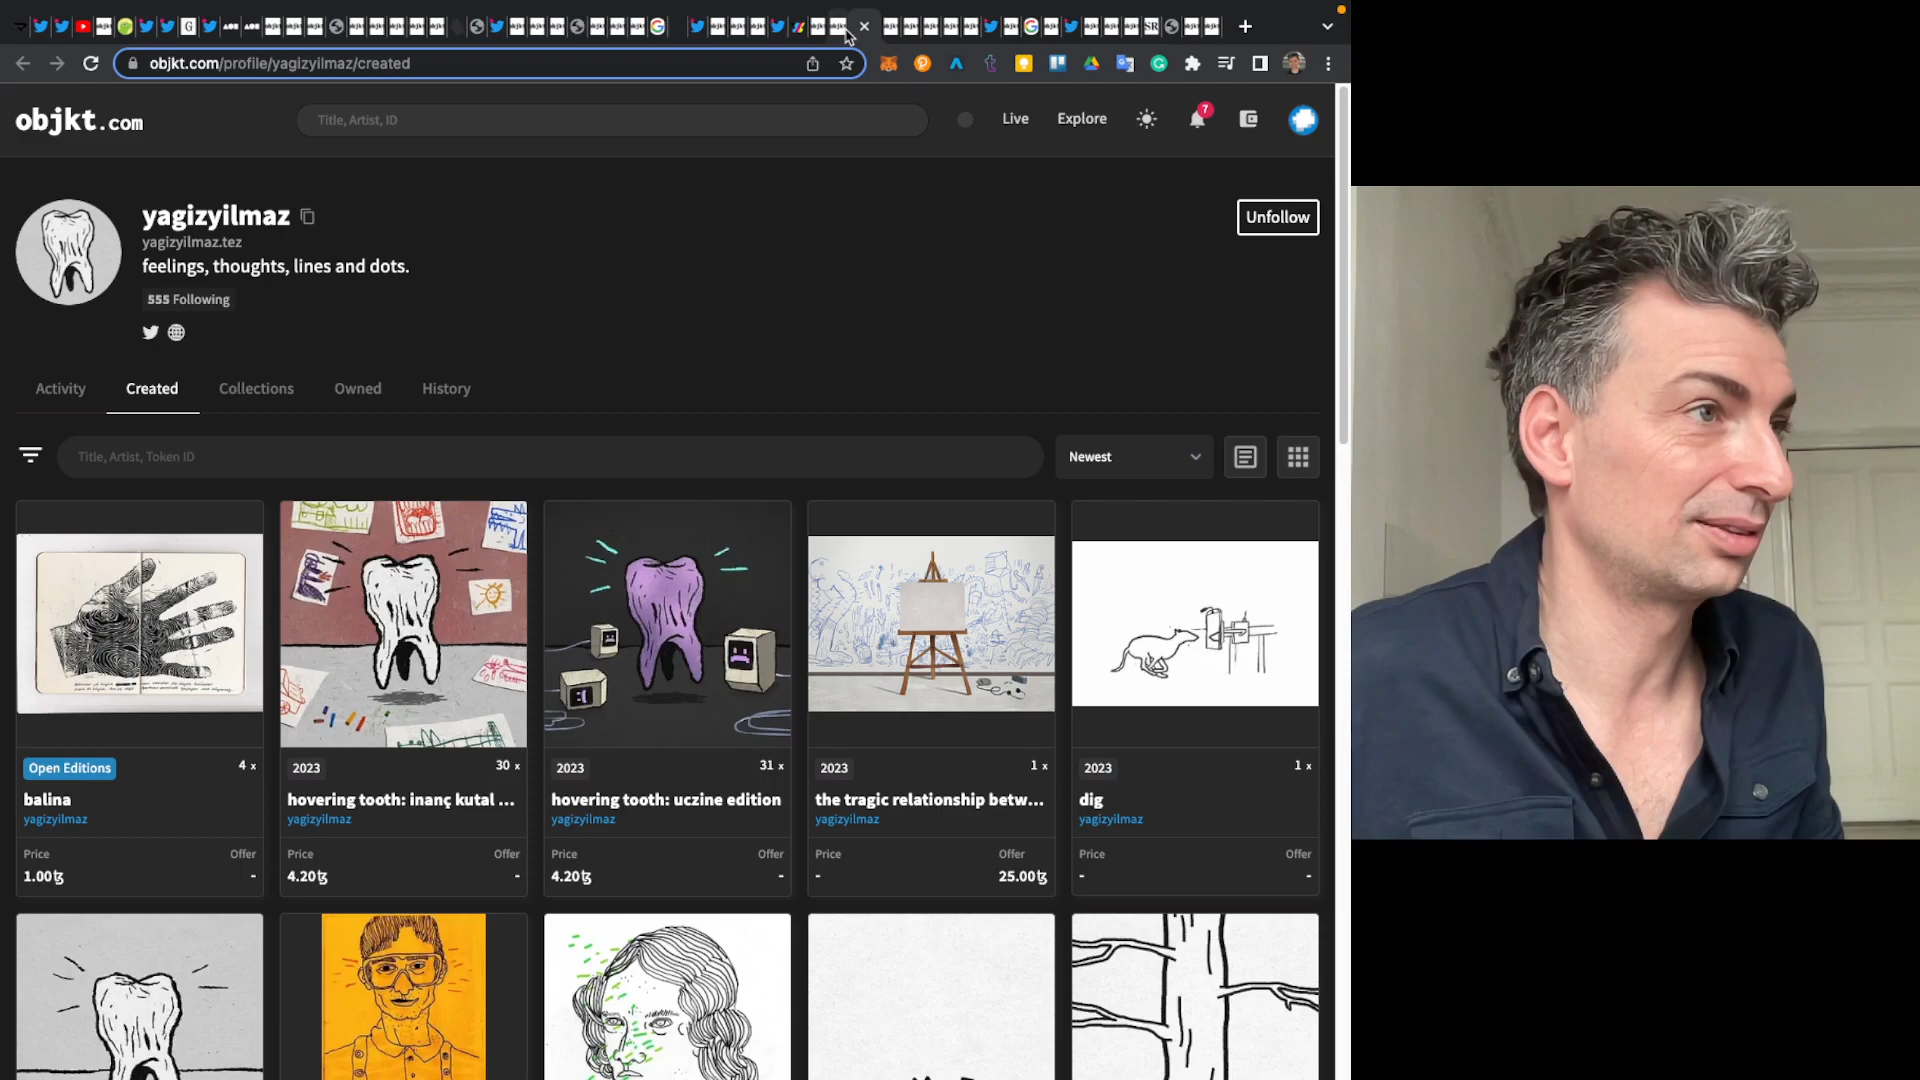 objkt.com/profile/yagizyilmaz/created
objkt.com
Title, Artist, ID
Live
Explore
7
yagizyilmaz
yagizyilmaz.tez
feelings, thoughts, lines and dots.
555 Following
Unfollow
Activity
Created
Collections
Owned
History
Title, Artist, Token ID
Newest
Open Editions
4 x
balina
yagizyilmaz
Price
Offer
1.00ꜩ
-
2023
30 x
hovering tooth: inanç kutal ...
yagizyilmaz
Price
Offer
4.20ꜩ
-
2023
31 x
hovering tooth: uczine edition
yagizyilmaz
Price
Offer
4.20ꜩ
-
2023
1 x
the tragic relationship betw...
yagizyilmaz
Price
Offer
-
25.00ꜩ
2023
1 x
dig
yagizyilmaz
Price
Offer
-
-